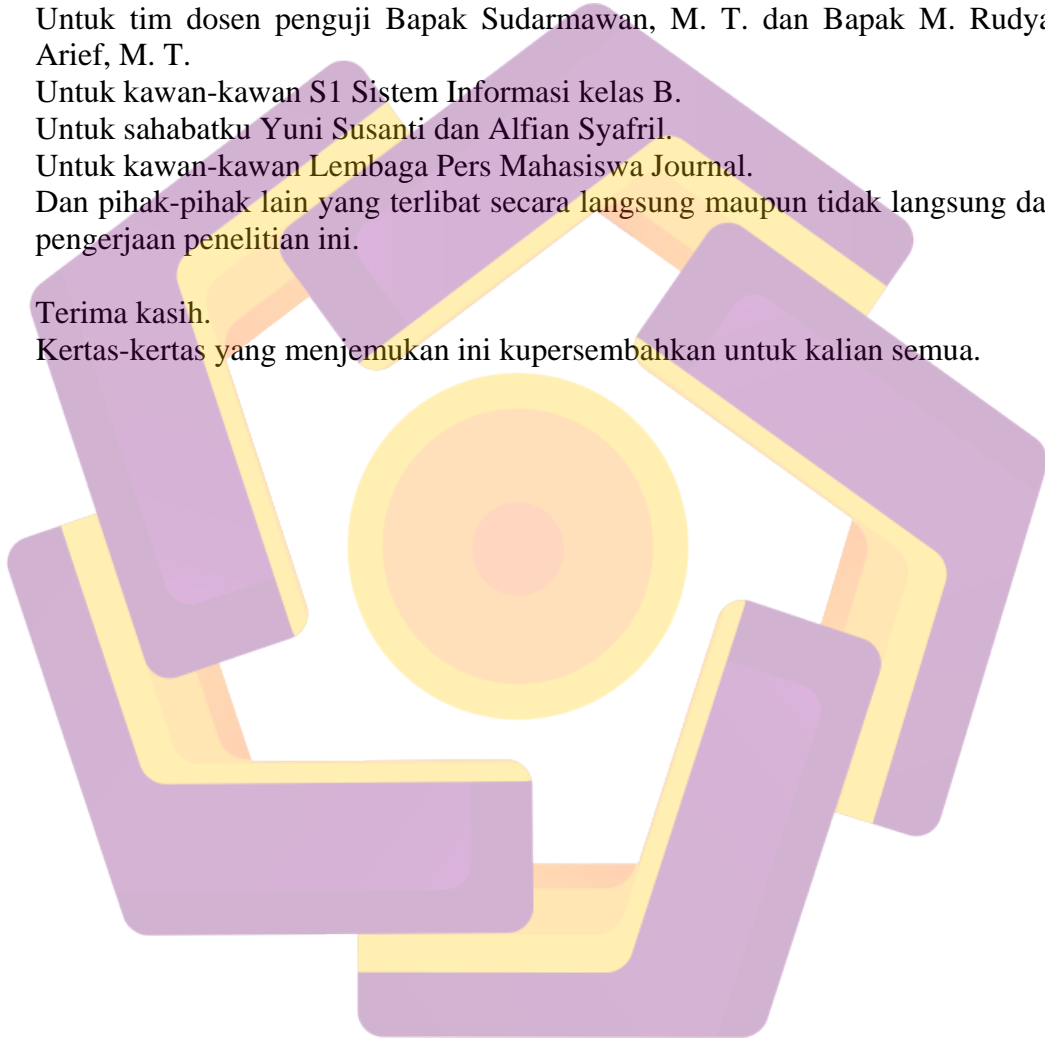 Untuk tim dosen penguji Bapak Sudarmawan, M. T. dan Bapak M. Rudya
Arief, M. T.
Untuk kawan-kawan S1 Sistem Informasi kelas B.
Untuk sahabatku Yuni Susanti dan Alfian Syafril.
Untuk kawan-kawan Lembaga Pers Mahasiswa Journal.
Dan pihak-pihak lain yang terlibat secara langsung maupun tidak langsung da
pengerjaan penelitian ini.
Terima kasih.
Kertas-kertas yang menjemukan ini kupersembahkan untuk kalian semua.